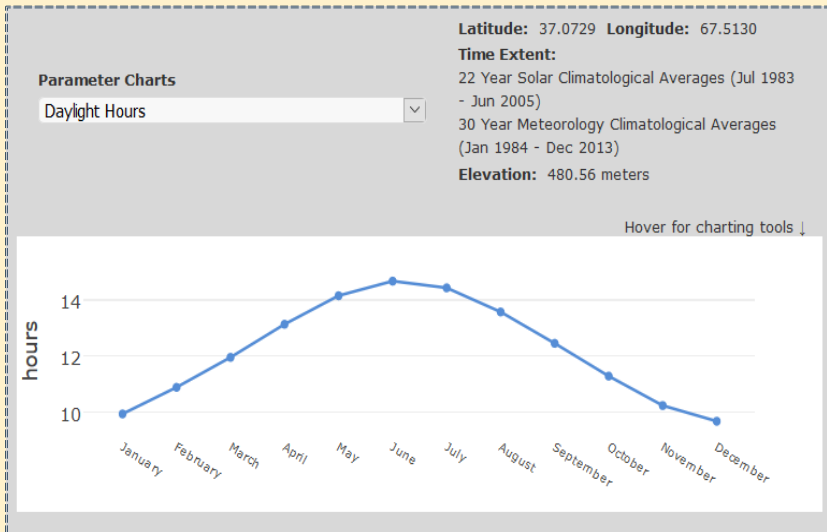 Parameter Charts
Daylight Hours
Latitude: 37.0729 Longitude: 67.5130
Time Extent:
22 Year Solar Climatological Averages (Jul 1983
- Jun 2005)
30 Year Meteorology Climatological Averages
(Jan 1984 - Dec 2013)
Elevation: 480.56 meters
Hover for charting tools ↓
hours
14
12
10
January
February
March
April
May
June
July
August
September
October
November
December